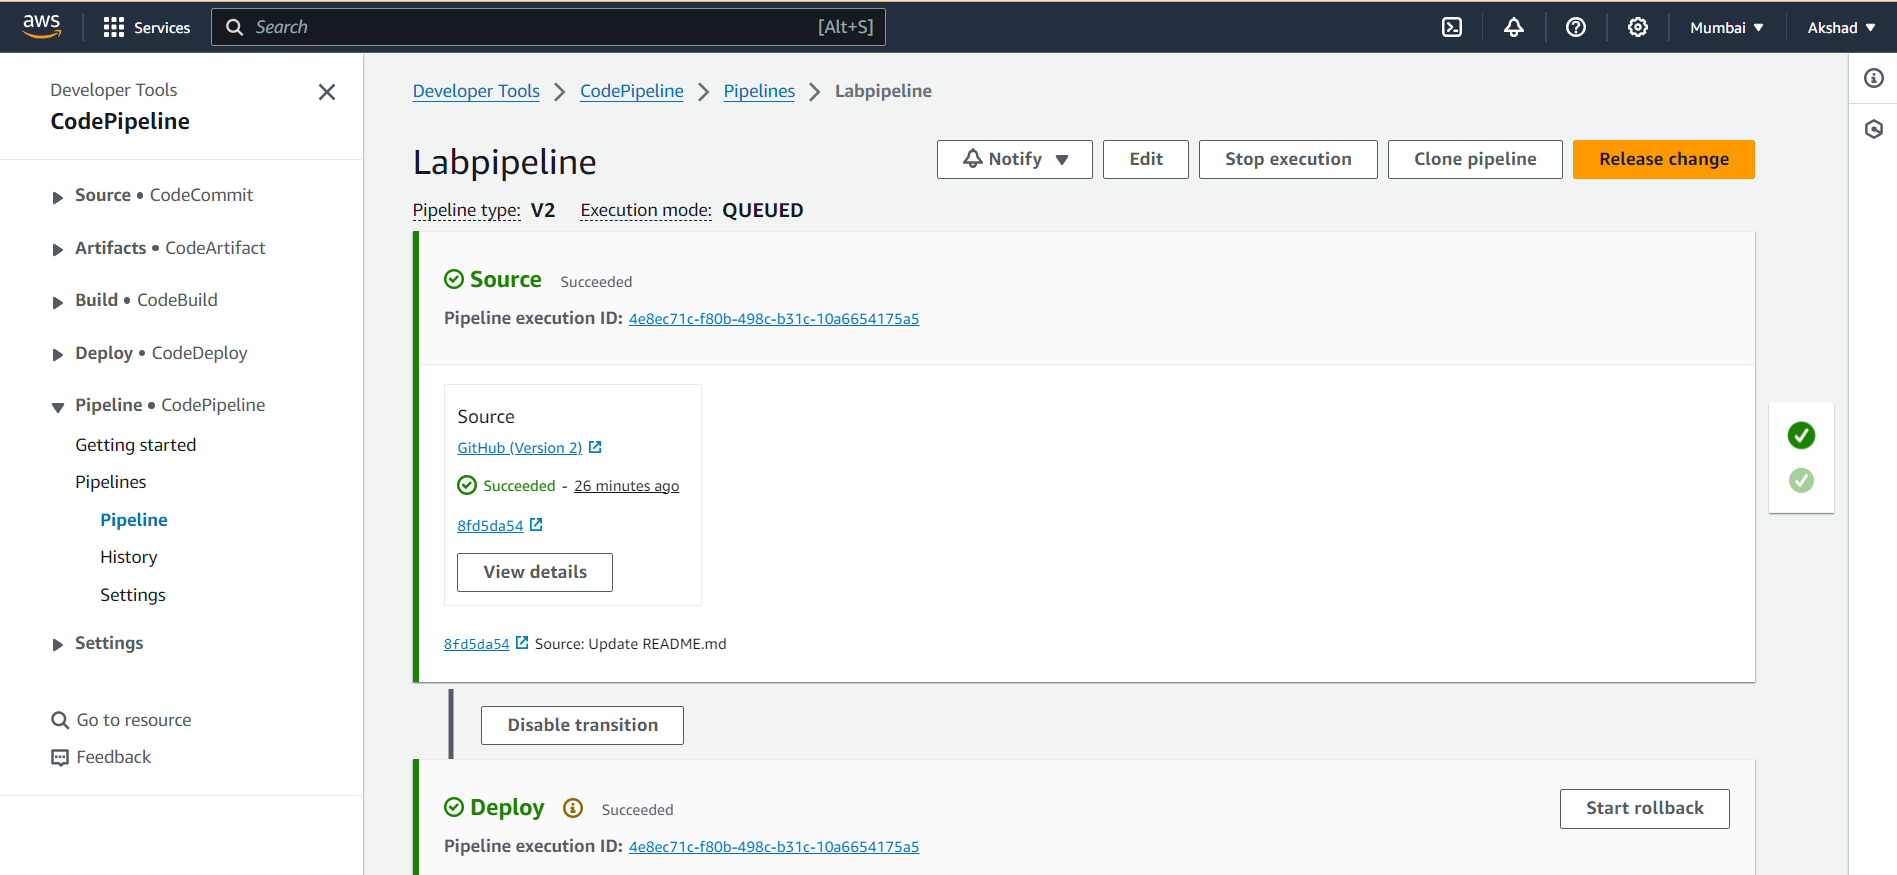 aws
Services
Search
[Alt+S]
Mumbai
Akshad
Developer Tools
CodePipeline
Source • CodeCommit
Artifacts • CodeArtifact
Build • CodeBuild
Deploy • CodeDeploy
Pipeline • CodePipeline
Getting started
Pipelines
Pipeline
History
Settings
Settings
Go to resource
Feedback
Developer Tools
CodePipeline
Pipelines
Labpipeline
Labpipeline
Notify
Edit
Stop execution
Clone pipeline
Release change
Pipeline type: V2
Execution mode: QUEUED
Source Succeeded
Pipeline execution ID: 4e8ec71c-f80b-498c-b31c-10a6654175a5
Source
GitHub (Version 2)
Succeeded - 26 minutes ago
8fd5da54
View details
8fd5da54 Source: Update README.md
Disable transition
Deploy Succeeded
Start rollback
Pipeline execution ID: 4e8ec71c-f80b-498c-b31c-10a6654175a5